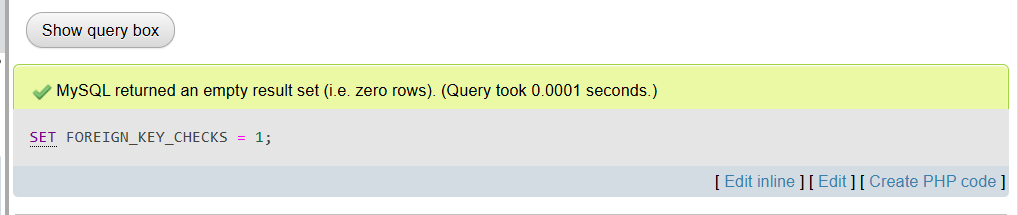 Show query box
MySQL returned an empty result set (i.e. zero rows). (Query took 0.0001 seconds.)
SET FOREIGN_KEY_CHECKS = 1;
[ Edit inline ] [ Edit ] [ Create PHP code ]